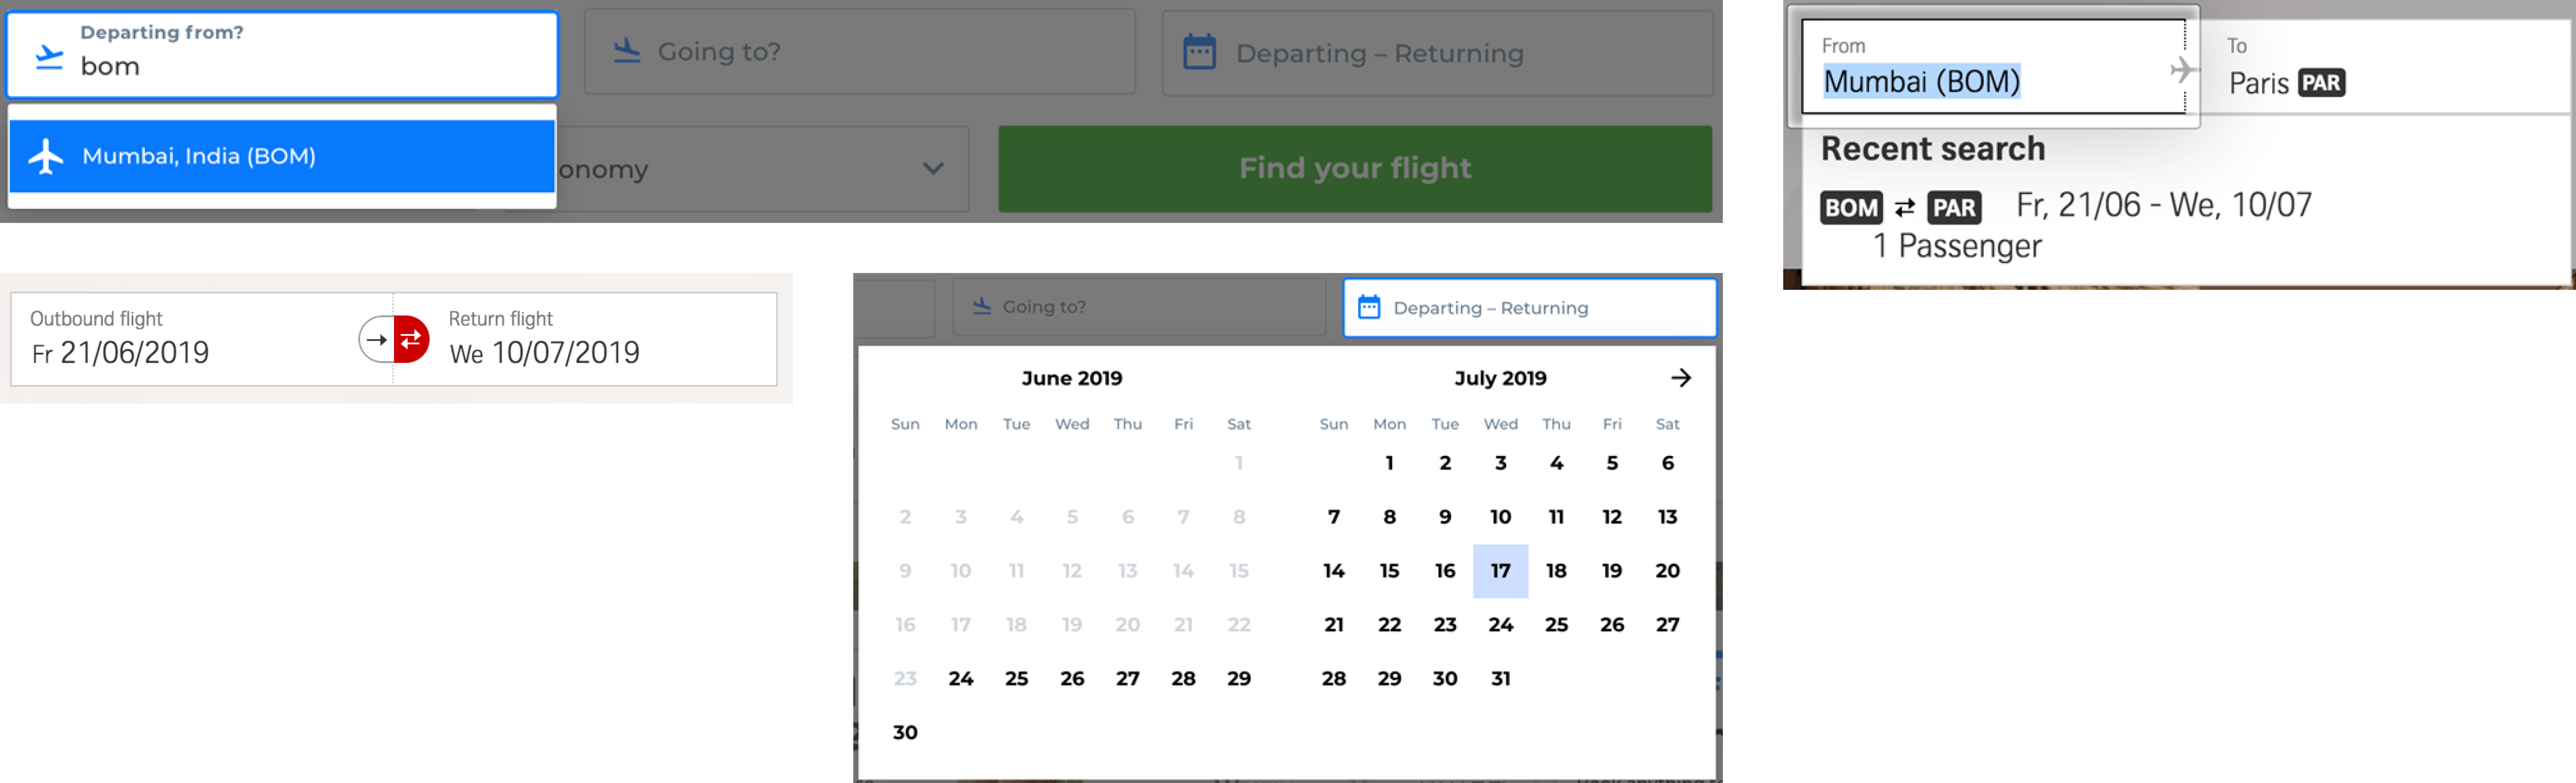 Departing from?
bom
Going to?
Departing – Returning
Mumbai, India (BOM)
onomy
Find your flight
From
Mumbai (BOM)
To
Paris PAR
Recent search
BOM ⇄ PAR Fr, 21/06 - We, 10/07
1 Passenger
Outbound flight
Fr 21/06/2019
Return flight
We 10/07/2019
Going to?
Departing – Returning
June 2019
Sun Mon Tue Wed Thu Fri Sat
1
2 3 4 5 6 7 8
9 10 11 12 13 14 15
16 17 18 19 20 21 22
23 24 25 26 27 28 29
30
July 2019
Sun Mon Tue Wed Thu Fri Sat
1 2 3 4 5 6
7 8 9 10 11 12 13
14 15 16 17 18 19 20
21 22 23 24 25 26 27
28 29 30 31